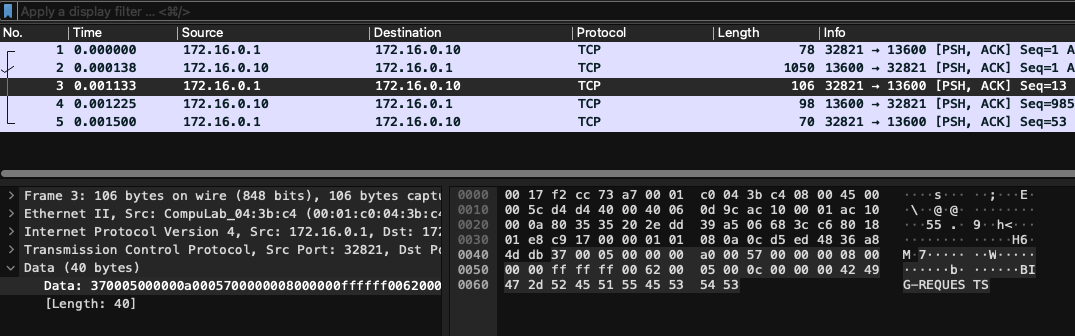 Apply a display filter ... <⌘/>
No. Time Source Destination Protocol Length Info
1 0.000000 172.16.0.1 172.16.0.10 TCP 78 32821 → 13600 [PSH, ACK] Seq=1 A
2 0.000138 172.16.0.10 172.16.0.1 TCP 1050 13600 → 32821 [PSH, ACK] Seq=1 A
3 0.001133 172.16.0.1 172.16.0.10 TCP 106 32821 → 13600 [PSH, ACK] Seq=13
4 0.001225 172.16.0.10 172.16.0.1 TCP 98 13600 → 32821 [PSH, ACK] Seq=985
5 0.001500 172.16.0.1 172.16.0.10 TCP 70 32821 → 13600 [PSH, ACK] Seq=53
Frame 3: 106 bytes on wire (848 bits), 106 bytes captu
Ethernet II, Src: CompuLab_04:3b:c4 (00:01:c0:04:3b:c4
Internet Protocol Version 4, Src: 172.16.0.1, Dst: 172
Transmission Control Protocol, Src Port: 32821, Dst Po
Data (40 bytes)
Data: 370005000000a0005700000008000000ffffff0062000
[Length: 40]
0000 00 17 f2 cc 73 a7 00 01 c0 04 3b c4 08 00 45 00 ····s··· ··;···E·
0010 00 5c d4 d4 40 00 40 06 0d 9c ac 10 00 01 ac 10 ·\··@·@· ········
0020 00 0a 80 35 35 20 2e dd 39 a5 06 68 3c c6 80 18 ···55 .· 9··h<···
0030 01 e8 c9 17 00 00 01 01 08 0a 0c d5 ed 48 36 a8 ········ ·····H6·
0040 4d db 37 00 05 00 00 00 a0 00 57 00 00 00 08 00 M·7····· ··W·····
0050 00 00 ff ff ff 00 62 00 05 00 0c 00 00 00 42 49 ······b· ······BI
0060 47 2d 52 45 51 55 45 53 54 53 G-REQUES TS